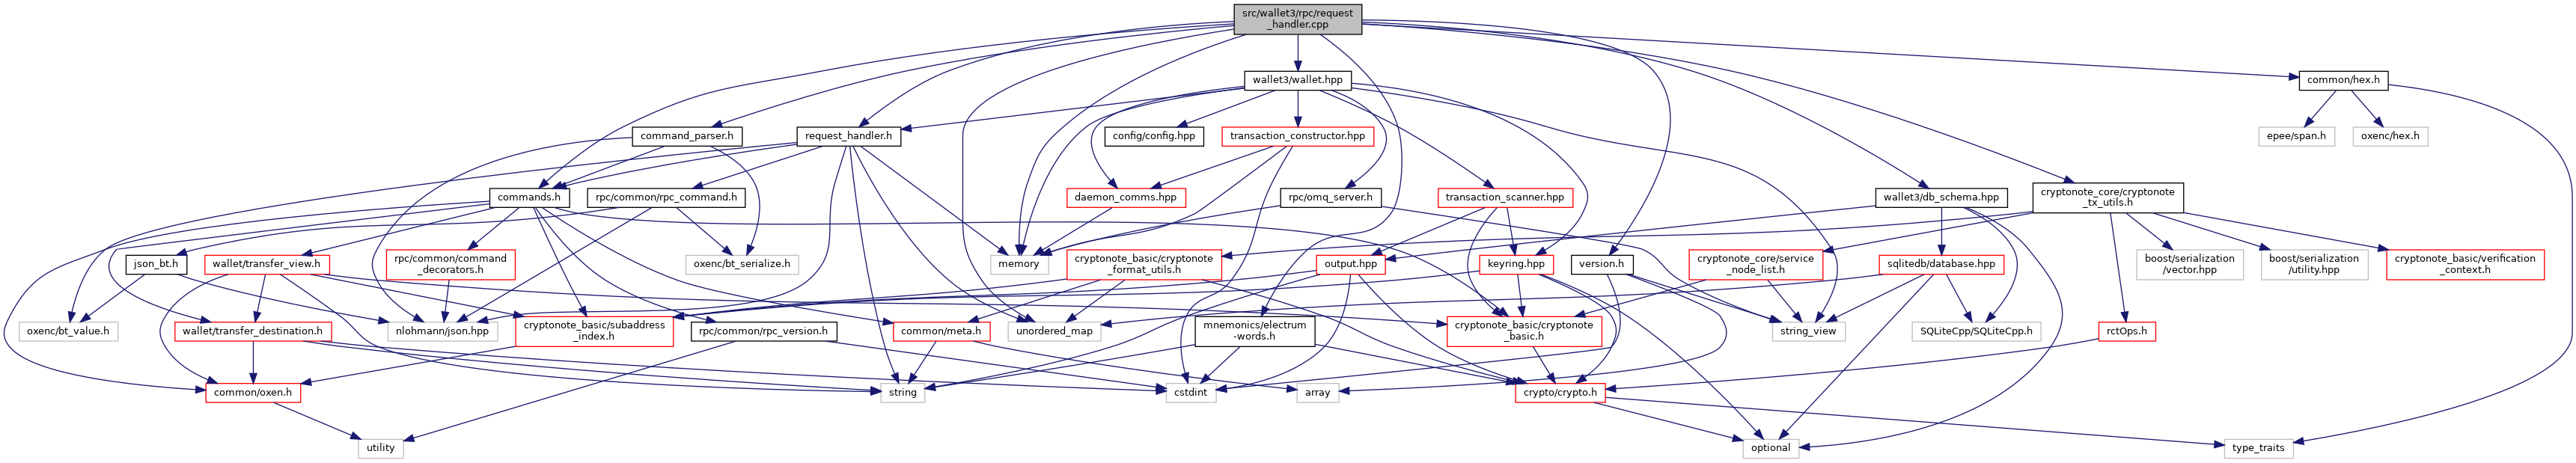 src/wallet3/rpc/request
_handler.cpp
wallet3/wallet.hpp
common/hex.h
command_parser.h
request_handler.h
config/config.hpp
transaction_constructor.hpp
epee/span.h
oxenc/hex.h
commands.h
rpc/common/rpc_command.h
daemon_comms.hpp
rpc/omq_server.h
transaction_scanner.hpp
wallet3/db_schema.hpp
cryptonote_core/cryptonote
_tx_utils.h
json_bt.h
wallet/transfer_view.h
rpc/common/command
_decorators.h
oxenc/bt_serialize.h
memory
cryptonote_basic/cryptonote
_format_utils.h
output.hpp
keyring.hpp
version.h
cryptonote_core/service
_node_list.h
sqlitedb/database.hpp
boost/serialization
/vector.hpp
boost/serialization
/utility.hpp
cryptonote_basic/verification
_context.h
oxenc/bt_value.h
wallet/transfer_destination.h
nlohmann/json.hpp
cryptonote_basic/subaddress
_index.h
rpc/common/rpc_version.h
common/meta.h
unordered_map
mnemonics/electrum
-words.h
cryptonote_basic/cryptonote
_basic.h
string_view
SQLiteCpp/SQLiteCpp.h
rctOps.h
common/oxen.h
string
cstdint
array
crypto/crypto.h
utility
optional
type_traits